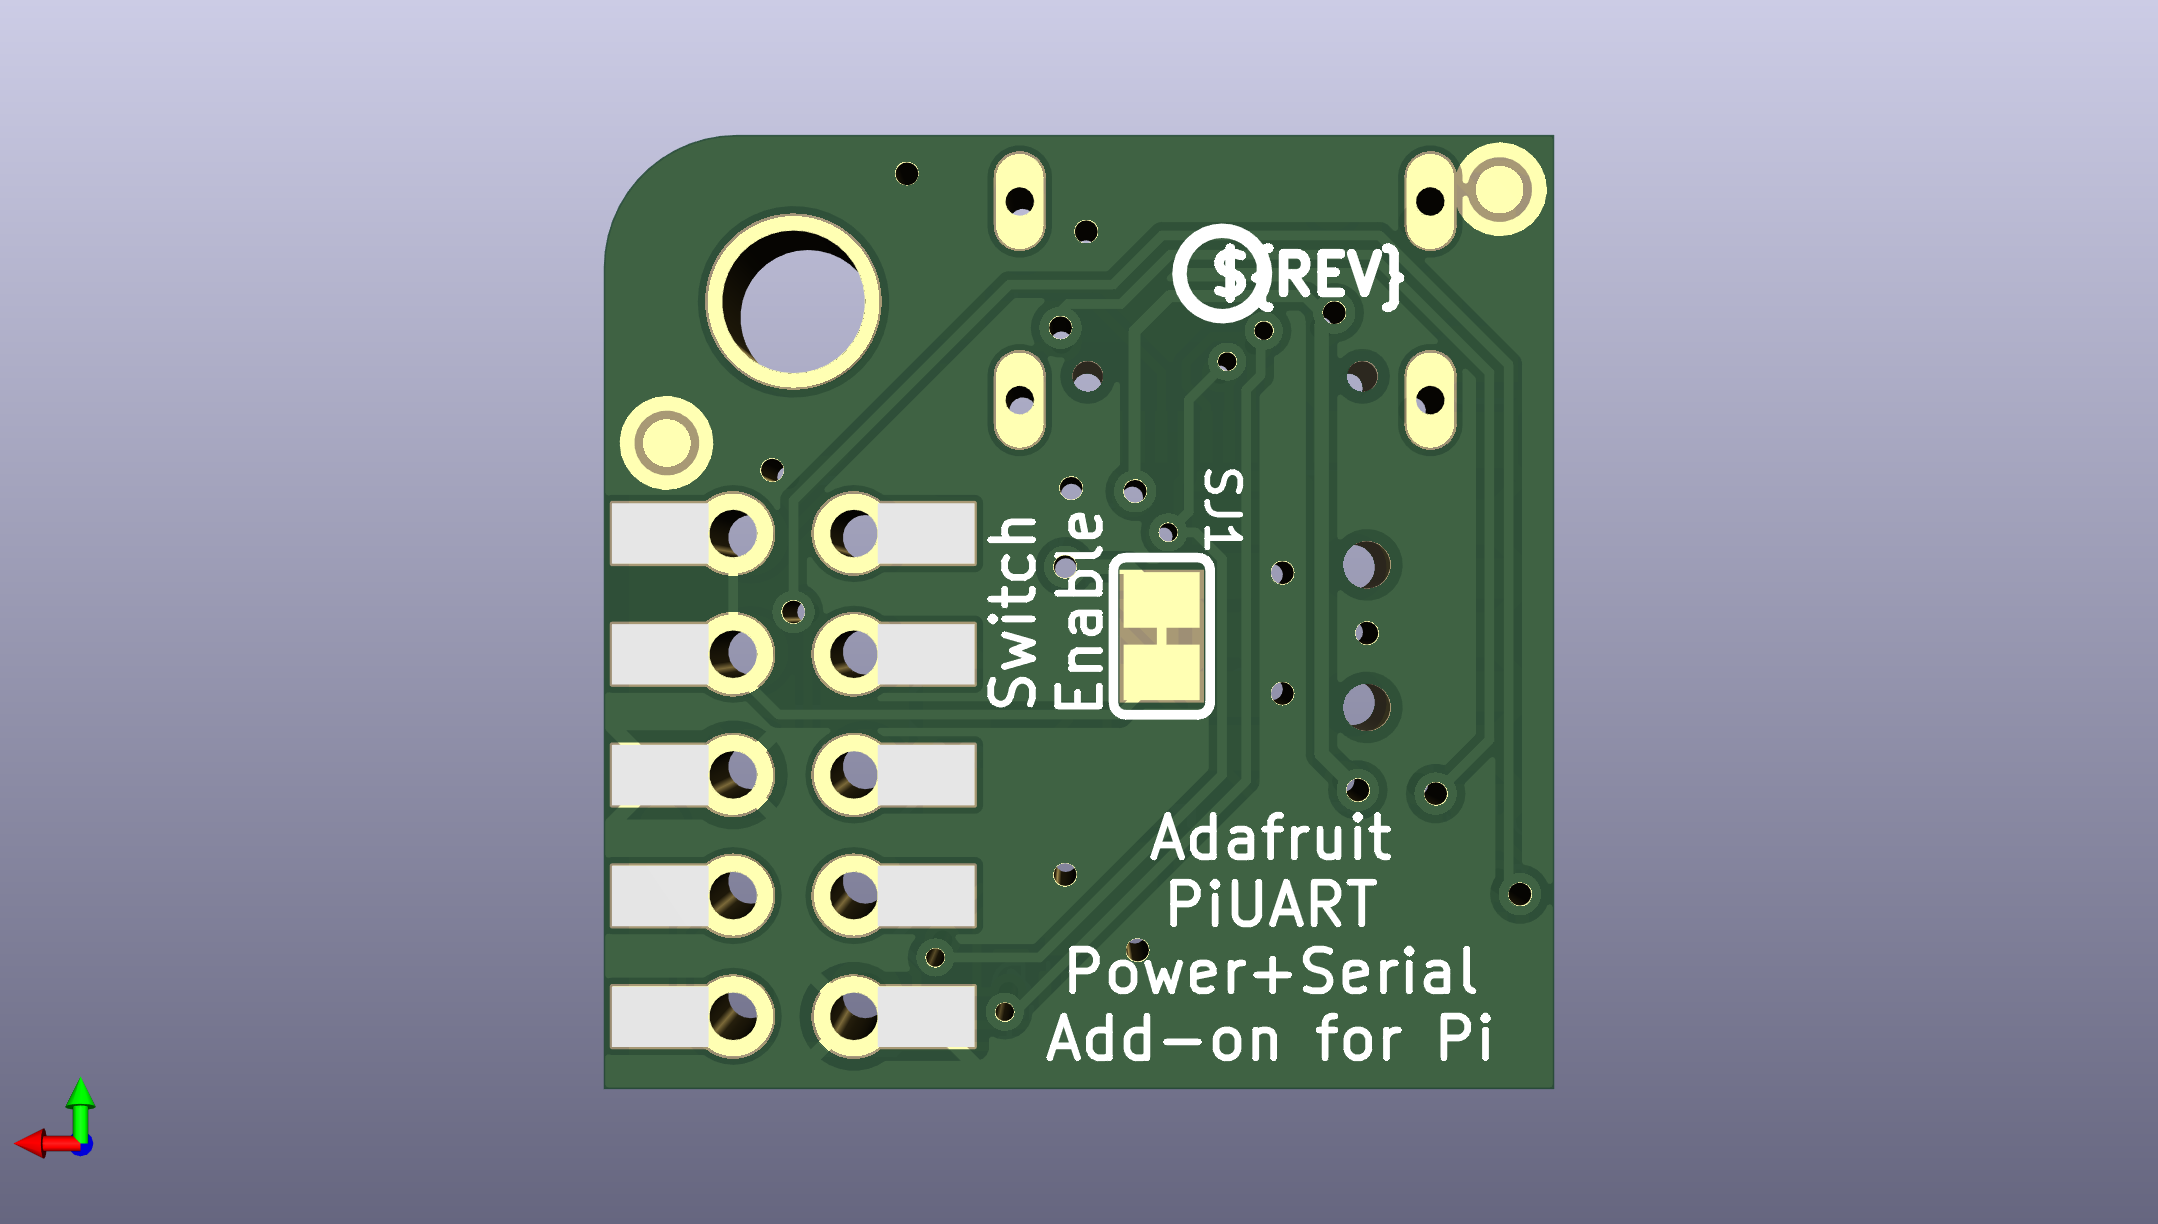 ${REV}
SJ1
Switch
Enable
Adafruit
PiUART
Power+Serial
Add-on for Pi